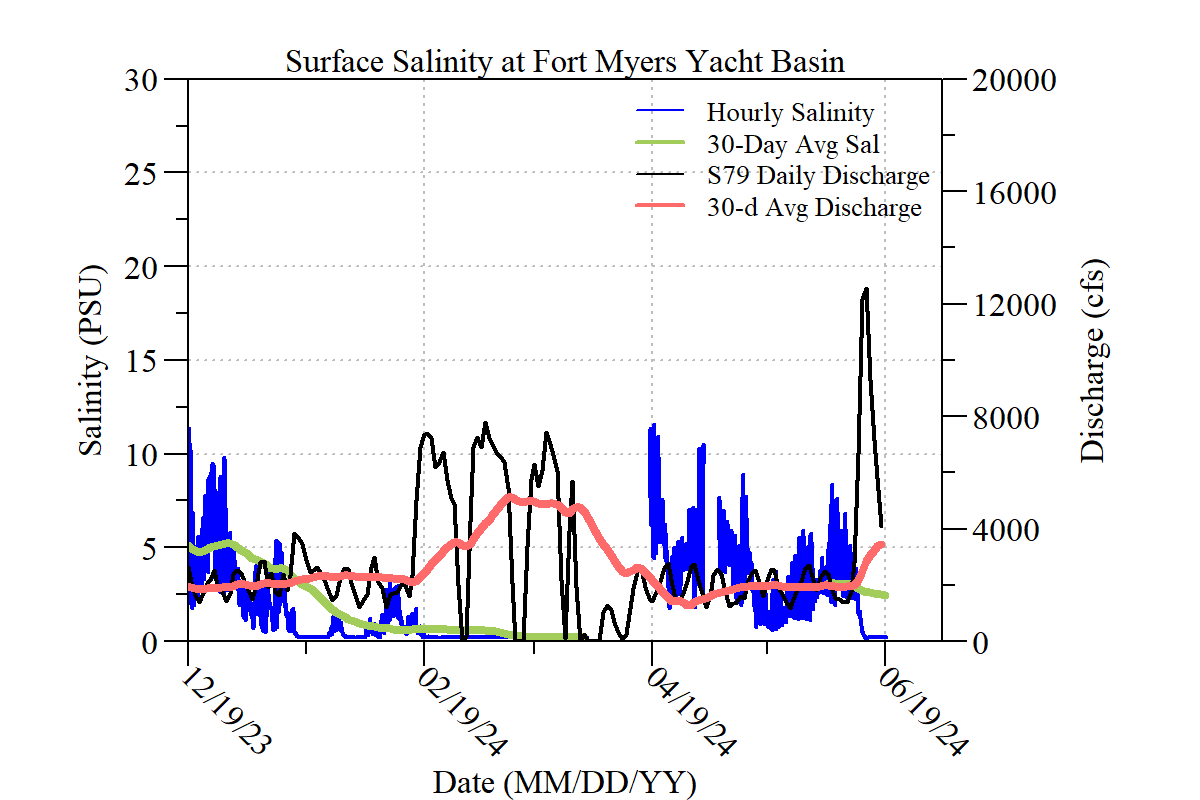 Surface Salinity at Fort Myers Yacht Basin
30
25
20
15
10
5
0
Salinity (PSU)
Hourly Salinity
30-Day Avg Sal
S79 Daily Discharge
30-d Avg Discharge
20000
16000
12000
8000
4000
0
Discharge (cfs)
12/19/23
02/19/24
04/19/24
06/19/24
Date (MM/DD/YY)